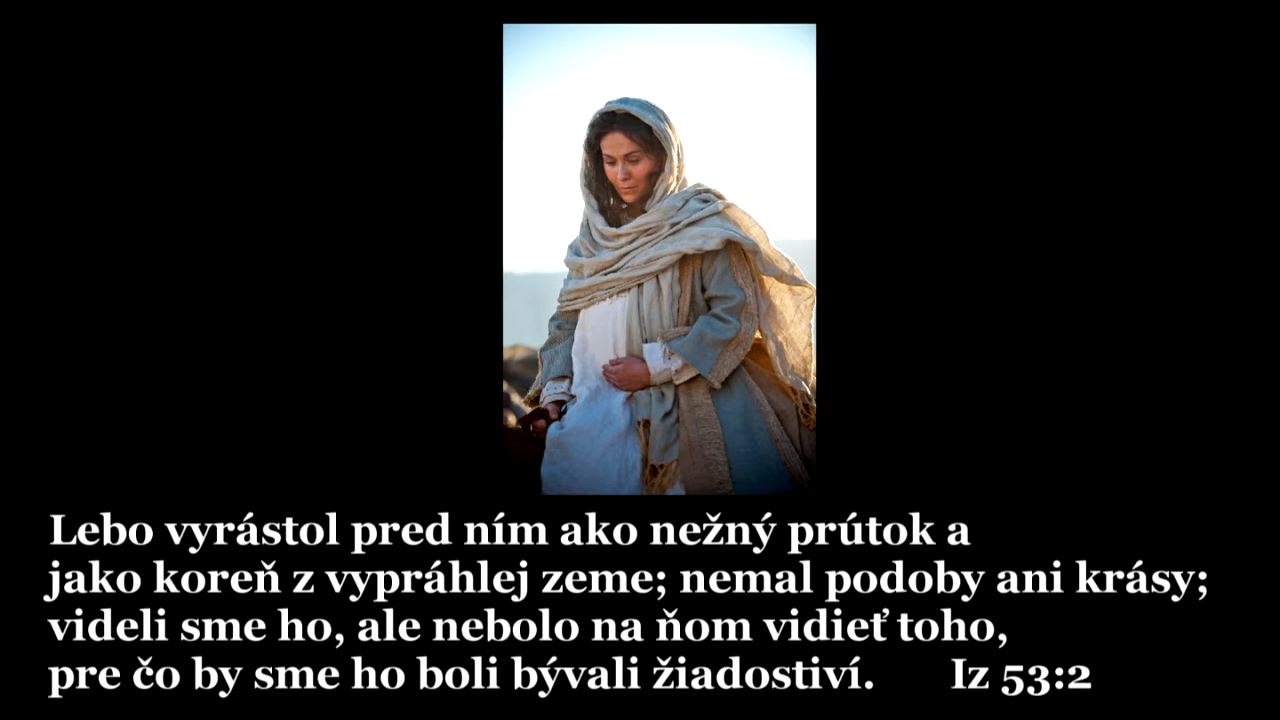 Lebo vyrástol pred ním ako nežný prútok a
jako koreň z vypráhlej zeme; nemal podoby ani krásy;
videli sme ho, ale nebolo na ňom vidieť toho,
pre čo by sme ho boli bývali žiadostiví. Iz 53:2